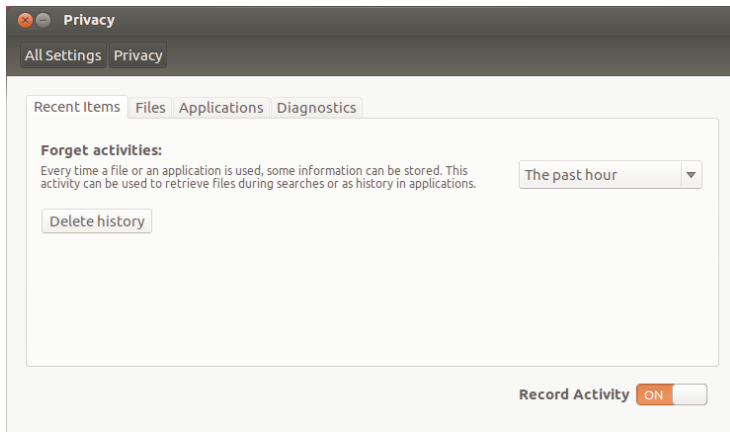 Privacy
All Settings Privacy
Recent Items Files Applications Diagnostics
Forget activities:
Every time a file or an application is used, some information can be stored. This
activity can be used to retrieve files during searches or as history in applications.
The past hour
Delete history
Record Activity ON